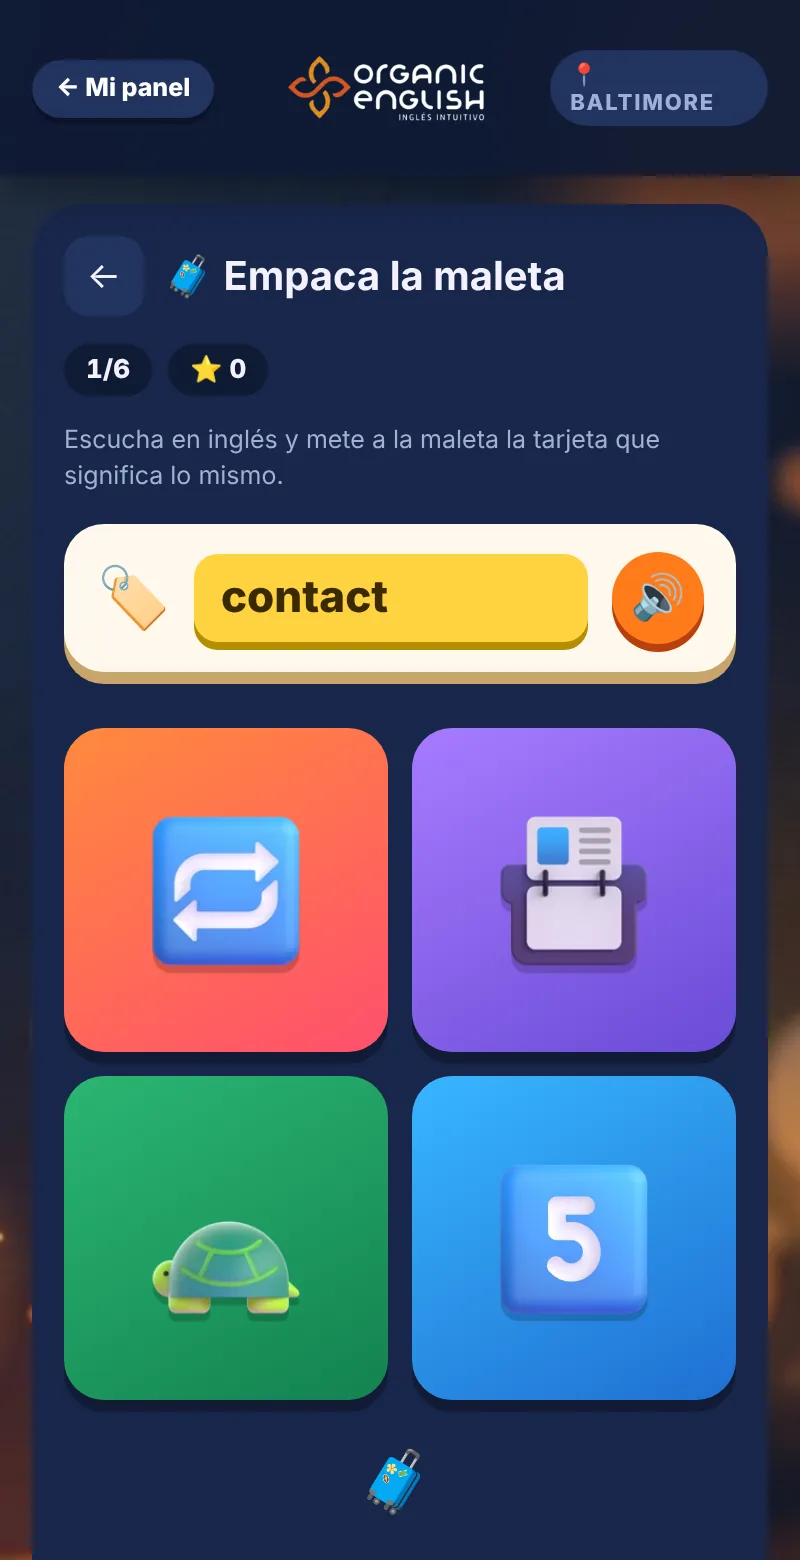 ← Mi panel
ORGANIC
ENGLISH
INGLÉS INTUITIVO
BALTIMORE
Empaca la maleta
1/6
0
Escucha en inglés y mete a la maleta la tarjeta que
significa lo mismo.
contact
5